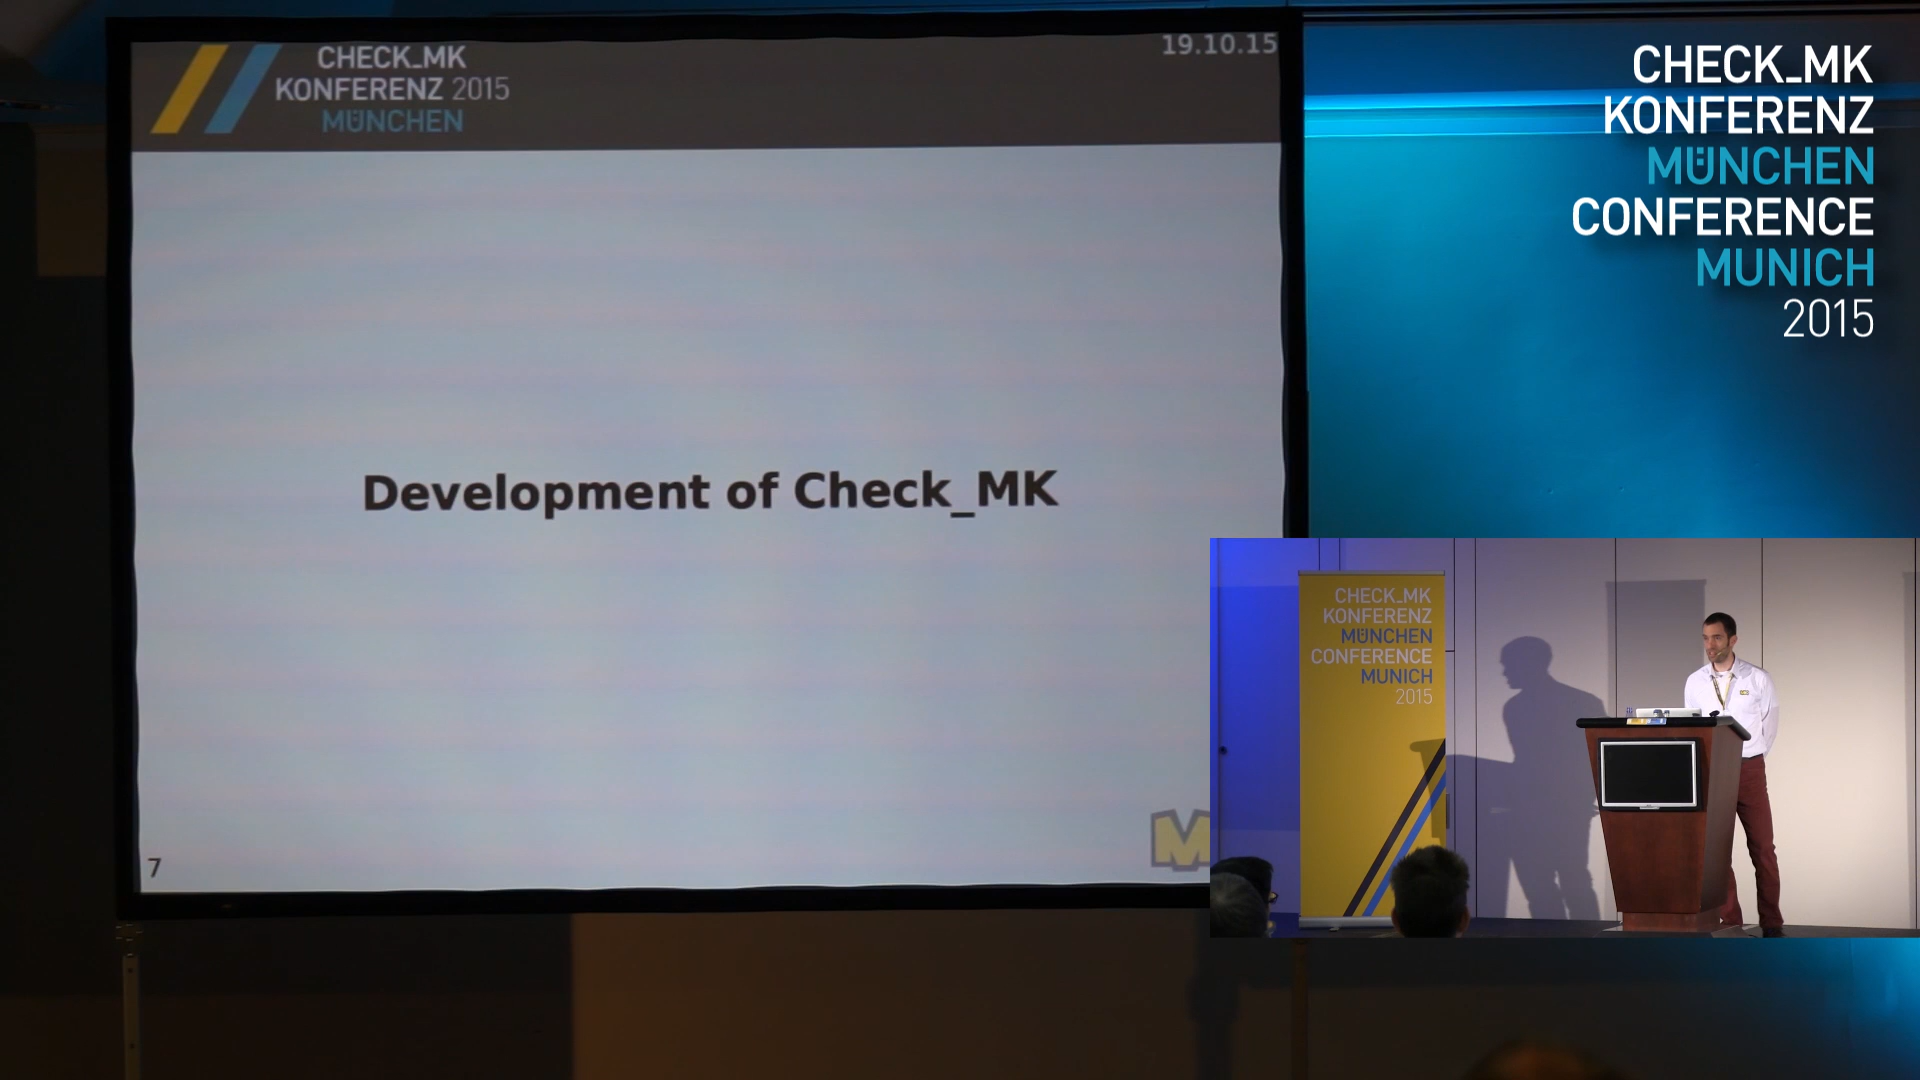 CHECK_MK
KONFERENZ 2015
MÜNCHEN
19.10.15
Development of Check_MK
7
M
CHECK_MK
KONFERENZ
MÜNCHEN
CONFERENCE
MUNICH
2015
CHECK_MK
KONFERENZ
MÜNCHEN
CONFERENCE
MUNICH
2015